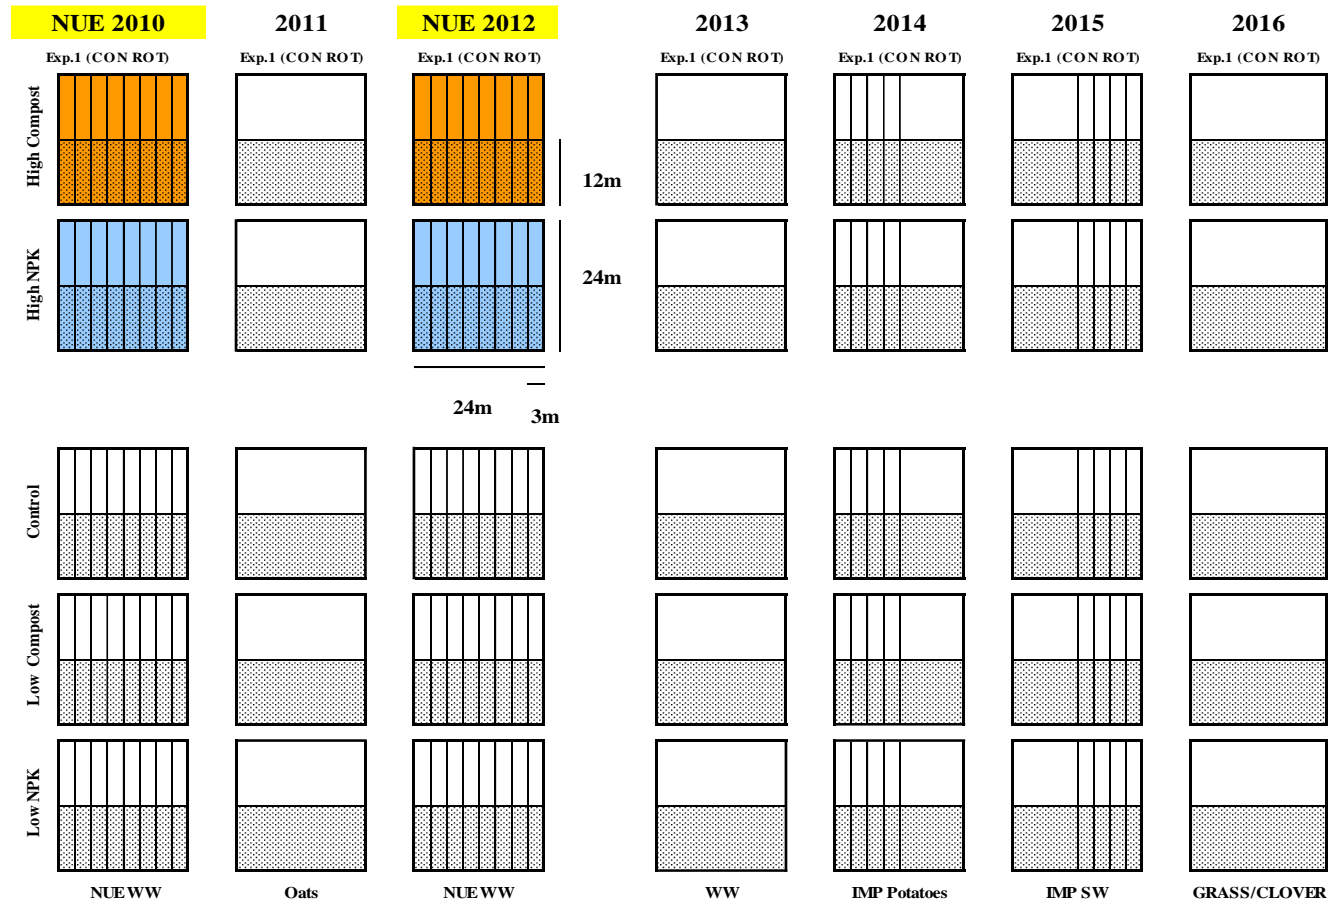 NUE 2010 2011 NUE 2012 2013 2014 2015 2016
Exp.1 (CON ROT) Exp.1 (CON ROT) Exp.1 (CON ROT) Exp.1 (CON ROT) Exp.1 (CON ROT) Exp.1 (CON ROT) Exp.1 (CON ROT)
High Compost
12m
High NPK
24m
24m
3m
Control
Low Compost
Low NPK
NUE WW Oats NUE WW WW IMP Potatoes IMP SW GRASS/CLOVER